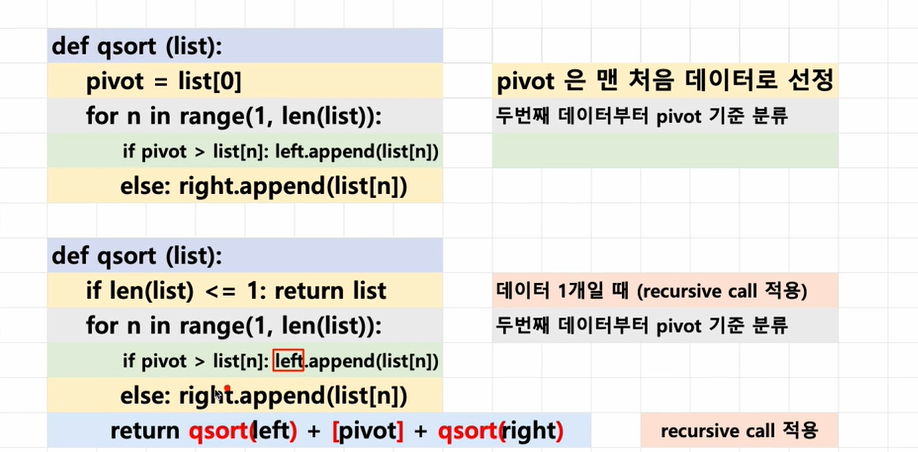 def qsort (list):
pivot = list[0]
pivot 은 맨 처음 데이터로 선정
for n in range(1, len(list)):
두번째 데이터부터 pivot 기준 분류
if pivot > list[n]: left.append(list[n])
else: right.append(list[n])
def qsort (list):
if len(list) <= 1: return list
데이터 1개일 때 (recursive call 적용)
for n in range(1, len(list)):
두번째 데이터부터 pivot 기준 분류
if pivot > list[n]: left.append(list[n])
else: right.append(list[n])
return qsort(left) + [pivot] + qsort(right)
recursive call 적용